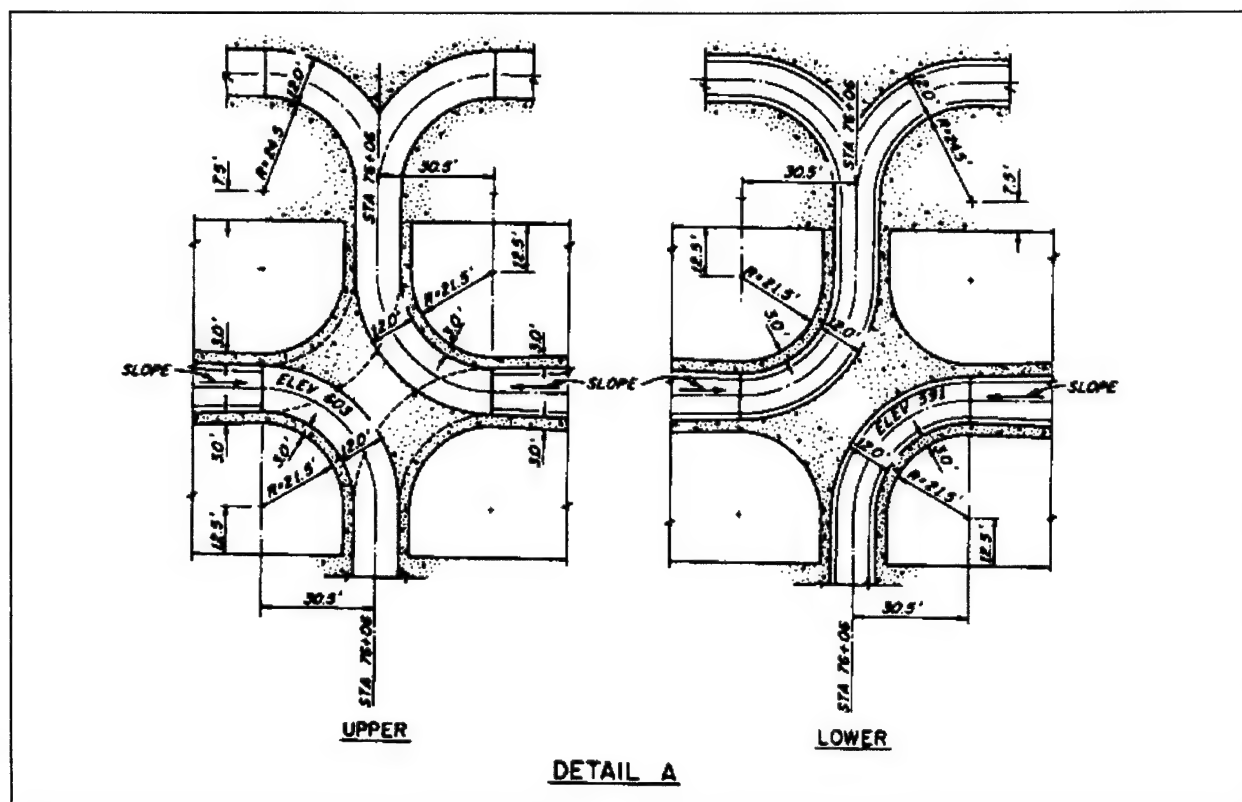 12.0'
R=24.5
7.5'
STA 76+06
30.5'
12.5'
R=21.5'
12.0'
3.0'
3.0'
3.0'
SLOPE
ELEV 603
3.0'
3.0'
12.0'
R=21.5'
3.0'
12.5'
30.5'
STA 76+06
UPPER
12.0'
R=24.5'
7.5'
STA 76+06
30.5'
12.5'
R=21.5'
12.0'
3.0'
SLOPE
SLOPE
ELEV 591
12.0'
3.0'
R=21.5'
12.5'
30.5'
STA 76+06
LOWER
DETAIL A